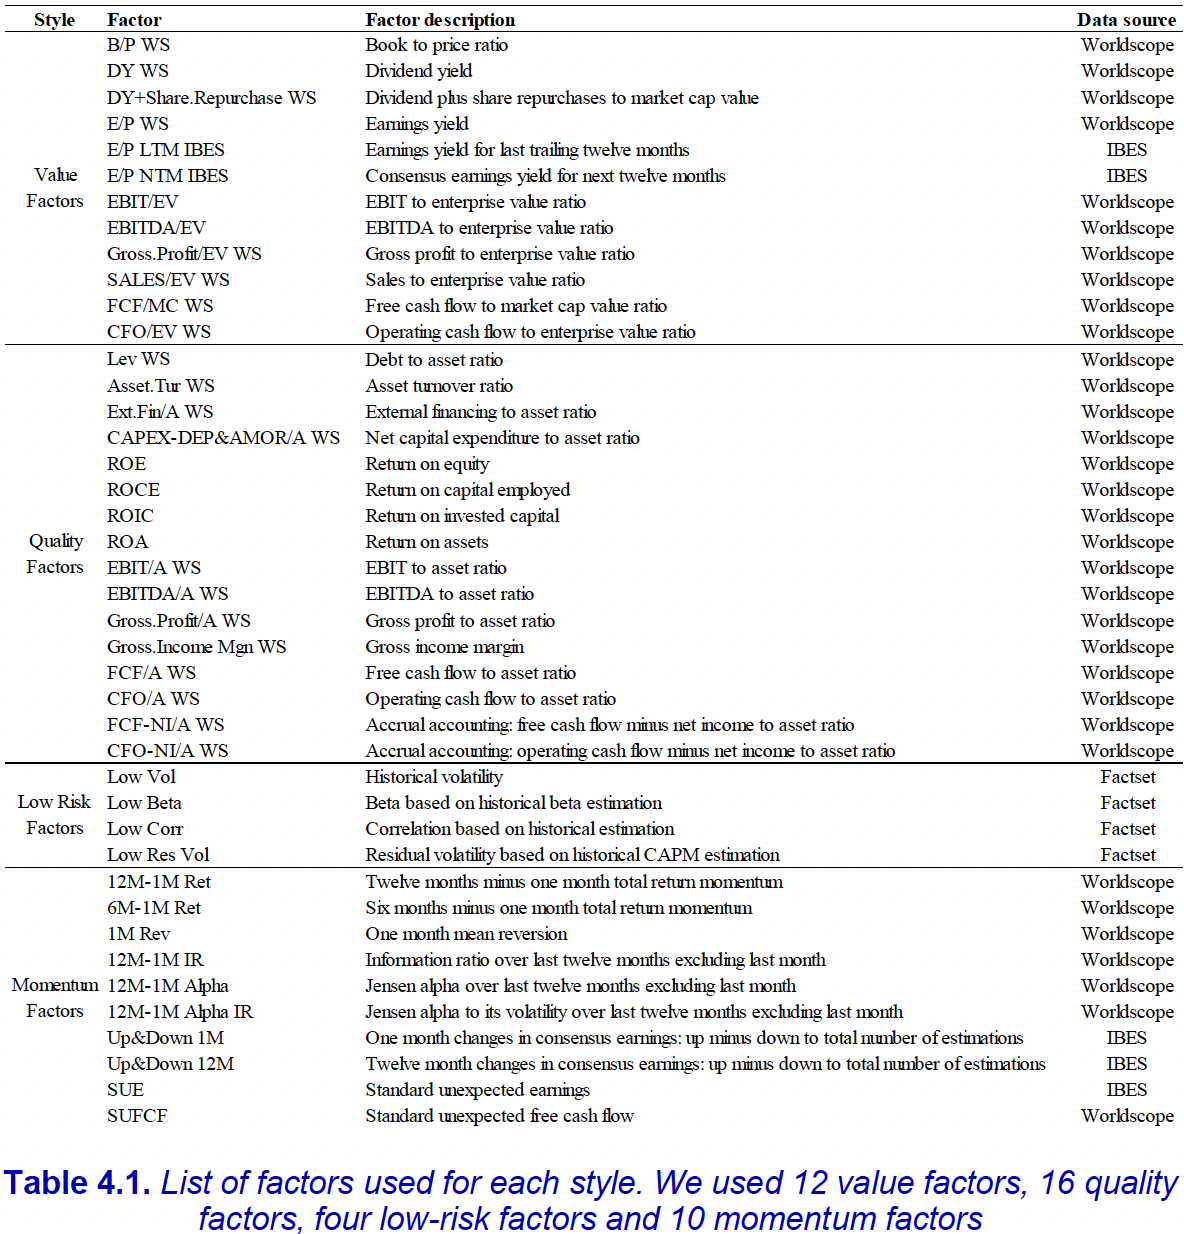 Style Factor Factor description Data source
B/P WS Book to price ratio Worldscope
DY WS Dividend yield Worldscope
DY+Share.Repurchase WS Dividend plus share repurchases to market cap value Worldscope
E/P WS Earnings yield Worldscope
E/P LTM IBES Earnings yield for last trailing twelve months IBES
Value E/P NTM IBES Consensus earnings yield for next twelve months IBES
Factors EBIT/EV EBIT to enterprise value ratio Worldscope
EBITDA/EV EBITDA to enterprise value ratio Worldscope
Gross.Profit/EV WS Gross profit to enterprise value ratio Worldscope
SALES/EV WS Sales to enterprise value ratio Worldscope
FCF/MC WS Free cash flow to market cap value ratio Worldscope
CFO/EV WS Operating cash flow to enterprise value ratio Worldscope
Lev WS Debt to asset ratio Worldscope
Asset.Tur WS Asset turnover ratio Worldscope
Ext.Fin/A WS External financing to asset ratio Worldscope
CAPEX-DEP&AMOR/A WS Net capital expenditure to asset ratio Worldscope
ROE Return on equity Worldscope
ROCE Return on capital employed Worldscope
ROIC Return on invested capital Worldscope
Quality ROA Return on assets Worldscope
Factors EBIT/A WS EBIT to asset ratio Worldscope
EBITDA/A WS EBITDA to asset ratio Worldscope
Gross.Profit/A WS Gross profit to asset ratio Worldscope
Gross.Income Mgn WS Gross income margin Worldscope
FCF/A WS Free cash flow to asset ratio Worldscope
CFO/A WS Operating cash flow to asset ratio Worldscope
FCF-NI/A WS Accrual accounting: free cash flow minus net income to asset ratio Worldscope
CFO-NI/A WS Accrual accounting: operating cash flow minus net income to asset ratio Worldscope
Low Vol Historical volatility Factset
Low Risk Low Beta Beta based on historical beta estimation Factset
Factors Low Corr Correlation based on historical estimation Factset
Low Res Vol Residual volatility based on historical CAPM estimation Factset
12M-1M Ret Twelve months minus one month total return momentum Worldscope
6M-1M Ret Six months minus one month total return momentum Worldscope
1M Rev One month mean reversion Worldscope
12M-1M IR Information ratio over last twelve months excluding last month Worldscope
Momentum 12M-1M Alpha Jensen alpha over last twelve months excluding last month Worldscope
Factors 12M-1M Alpha IR Jensen alpha to its volatility over last twelve months excluding last month Worldscope
Up&Down 1M One month changes in consensus earnings: up minus down to total number of estimations IBES
Up&Down 12M Twelve month changes in consensus earnings: up minus down to total number of estimations IBES
SUE Standard unexpected earnings IBES
SUFCF Standard unexpected free cash flow Worldscope
Table 4.1. List of factors used for each style. We used 12 value factors, 16 quality
factors, four low-risk factors and 10 momentum factors